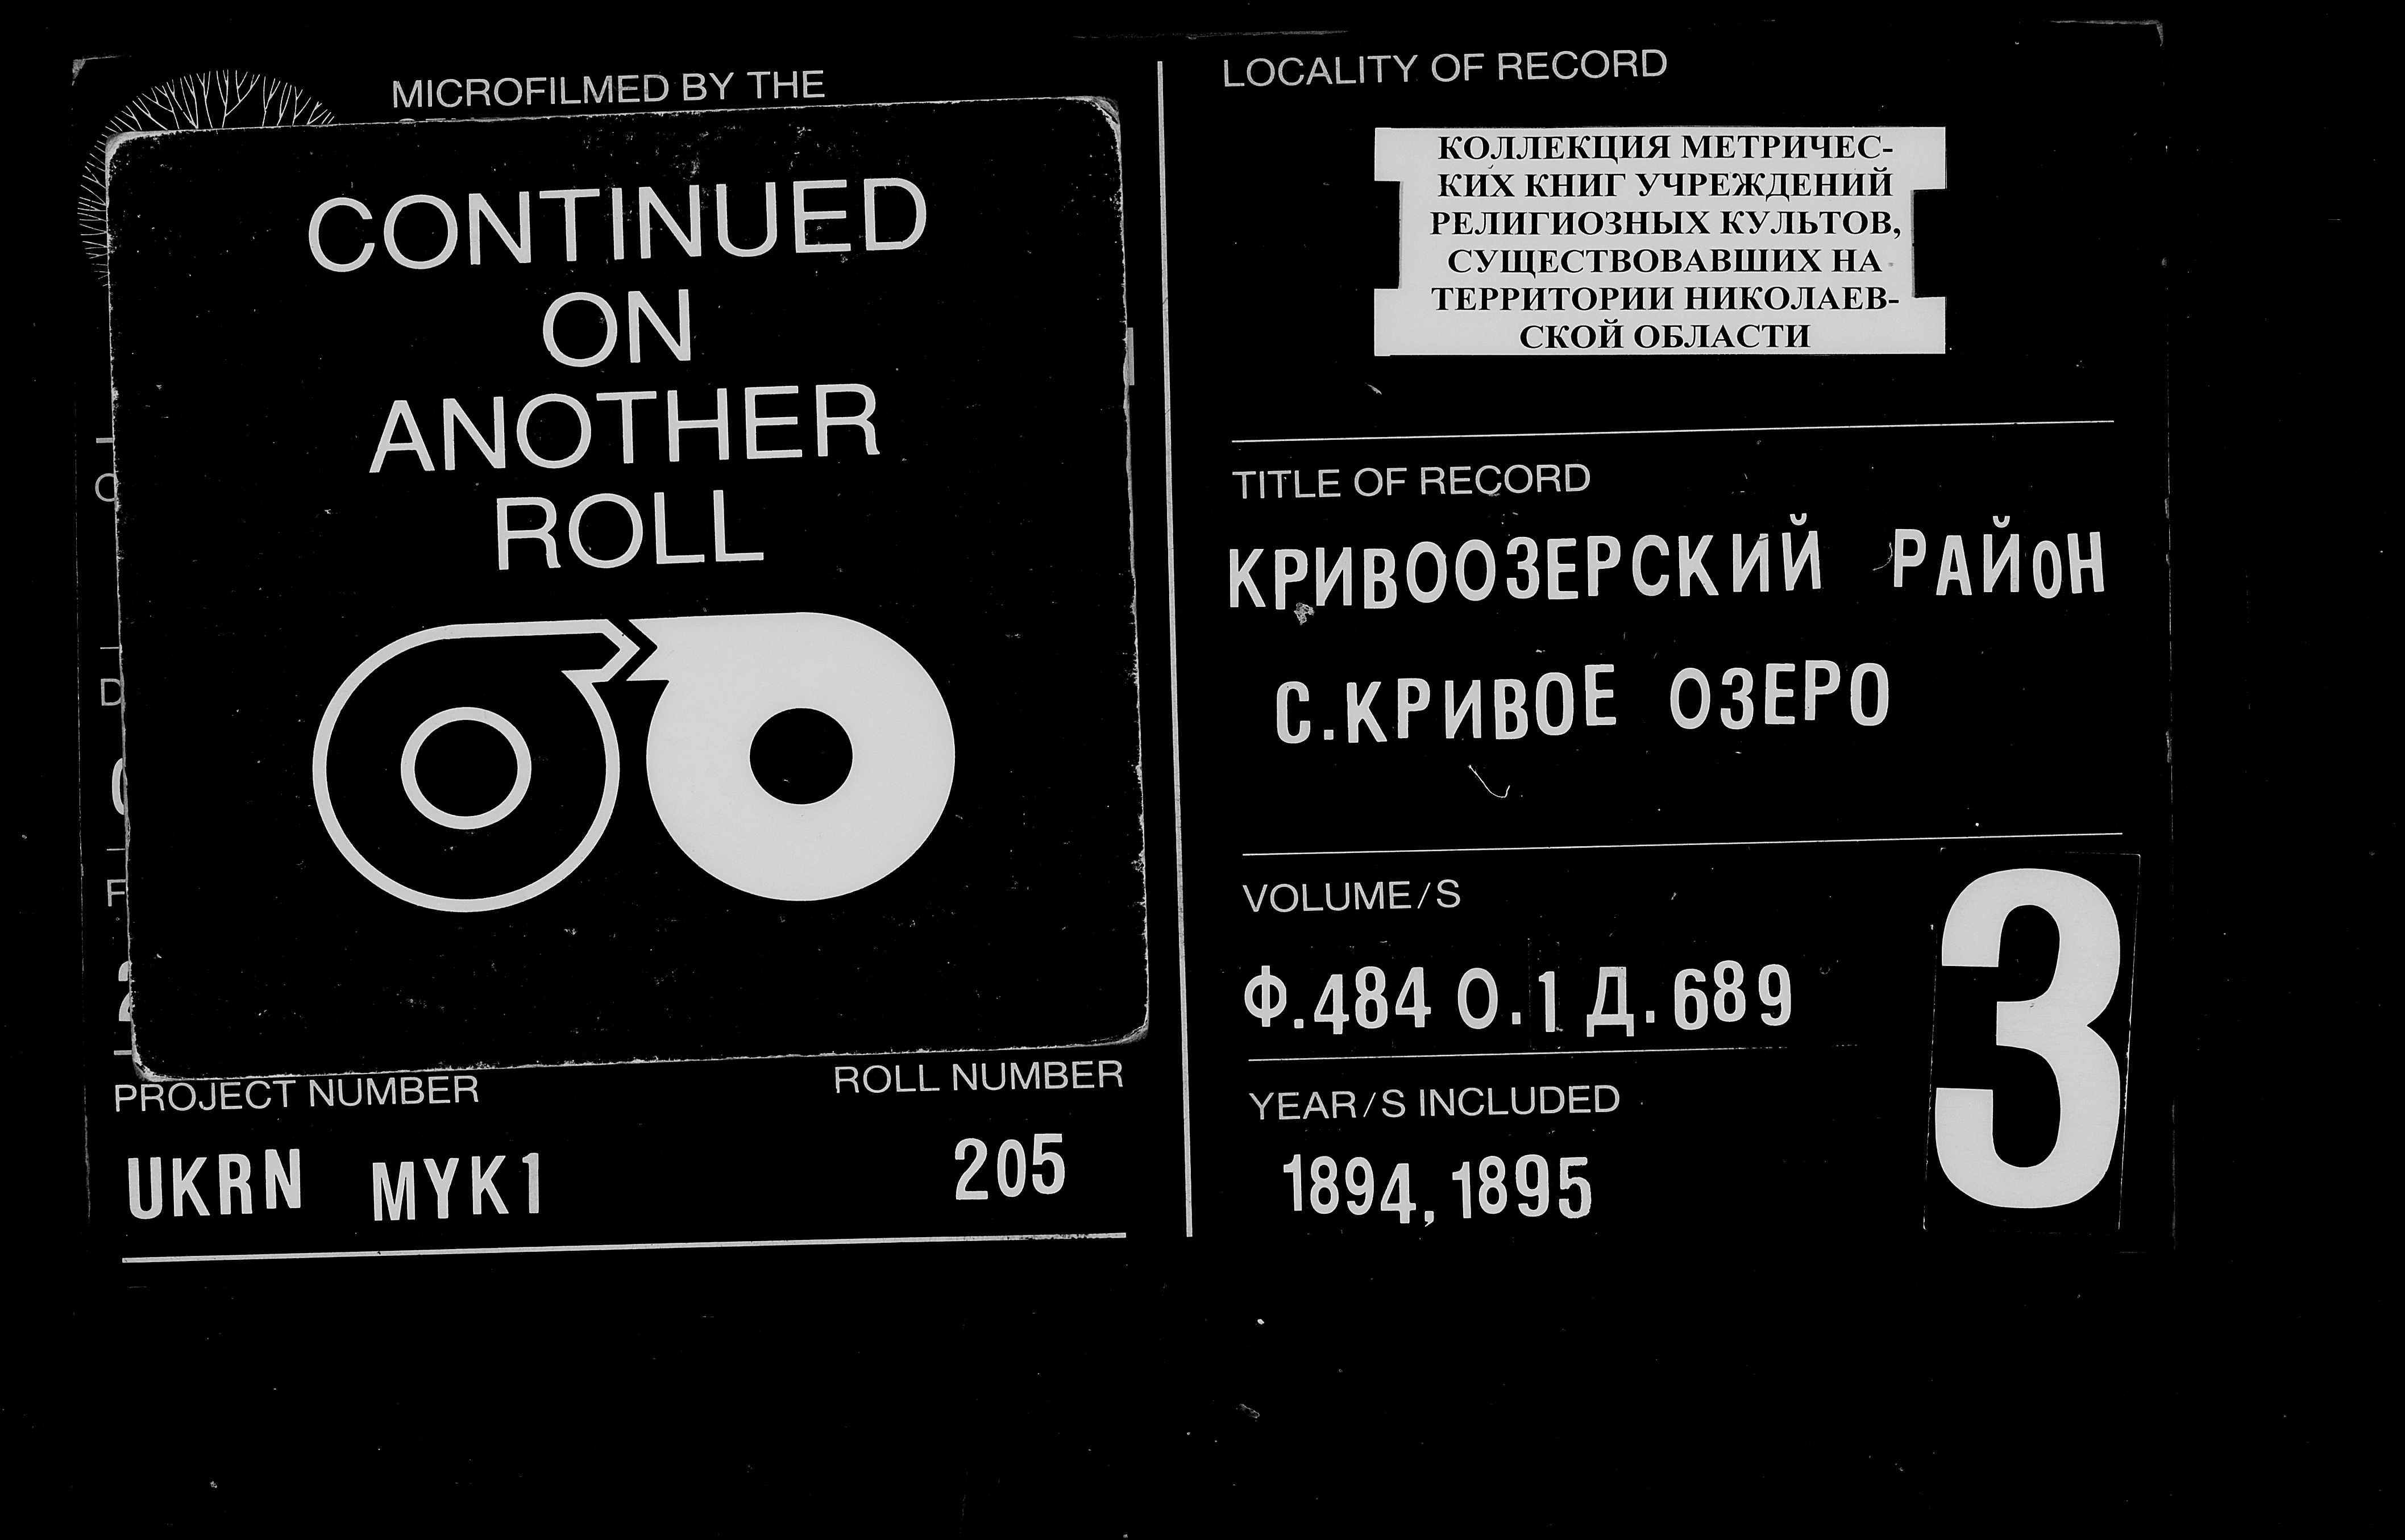 MICROFILMED BY THE
CONTINUED
ON
ANOTHER
ROLL
PROJECT NUMBER
ROLL NUMBER
UKRN MYK1
205
LOCALITY OF RECORD
КОЛЛЕКЦИЯ МЕТРИЧЕС-
КИХ КНИГ УЧРЕЖДЕНИЙ
РЕЛИГИОЗНЫХ КУЛЬТОВ,
СУЩЕСТВОВАВШИХ НА
ТЕРРИТОРИИ НИКОЛАЕВ-
СКОЙ ОБЛАСТИ
TITLE OF RECORD
КРИВООЗЕРСКИЙ РАЙОН
С.КРИВОЕ ОЗЕРО
VOLUME/S
Ф.484 О.1 Д.689
YEAR/S INCLUDED
1894, 1895
3